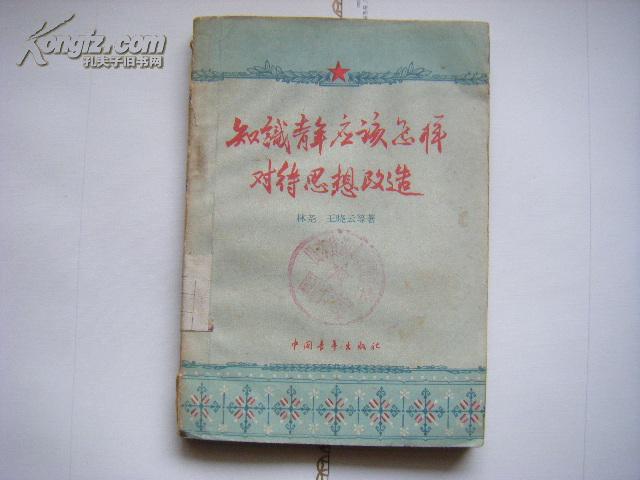 Kongfz.com
孔夫子旧书网
知識青年应该怎样
对待思想改造
林尧 王晓云等著
中国青年出版社